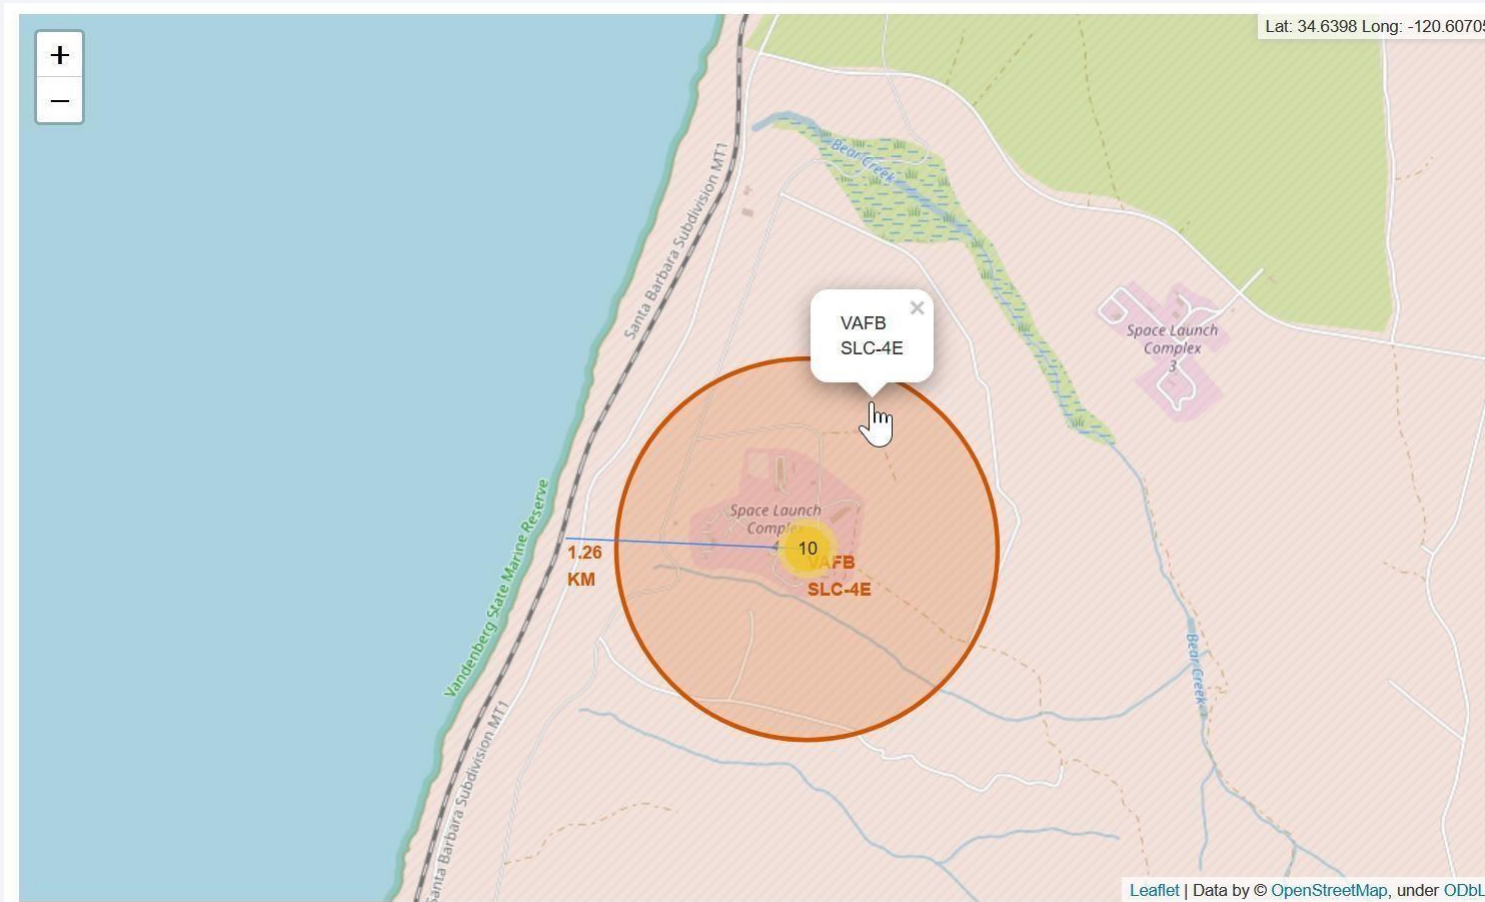 +
−
Lat: 34.6398 Long: -120.60705
Santa Barbara Subdivision MT1
Bear Creek
VAFB
SLC-4E
×
Space Launch
Complex
3
Vandenberg State Marine Reserve
Space Launch
1.26
KM
10
VAFB
SLC-4E
Bear Creek
Santa Barbara Subdivision MT1
Leaflet | Data by © OpenStreetMap, under ODbL